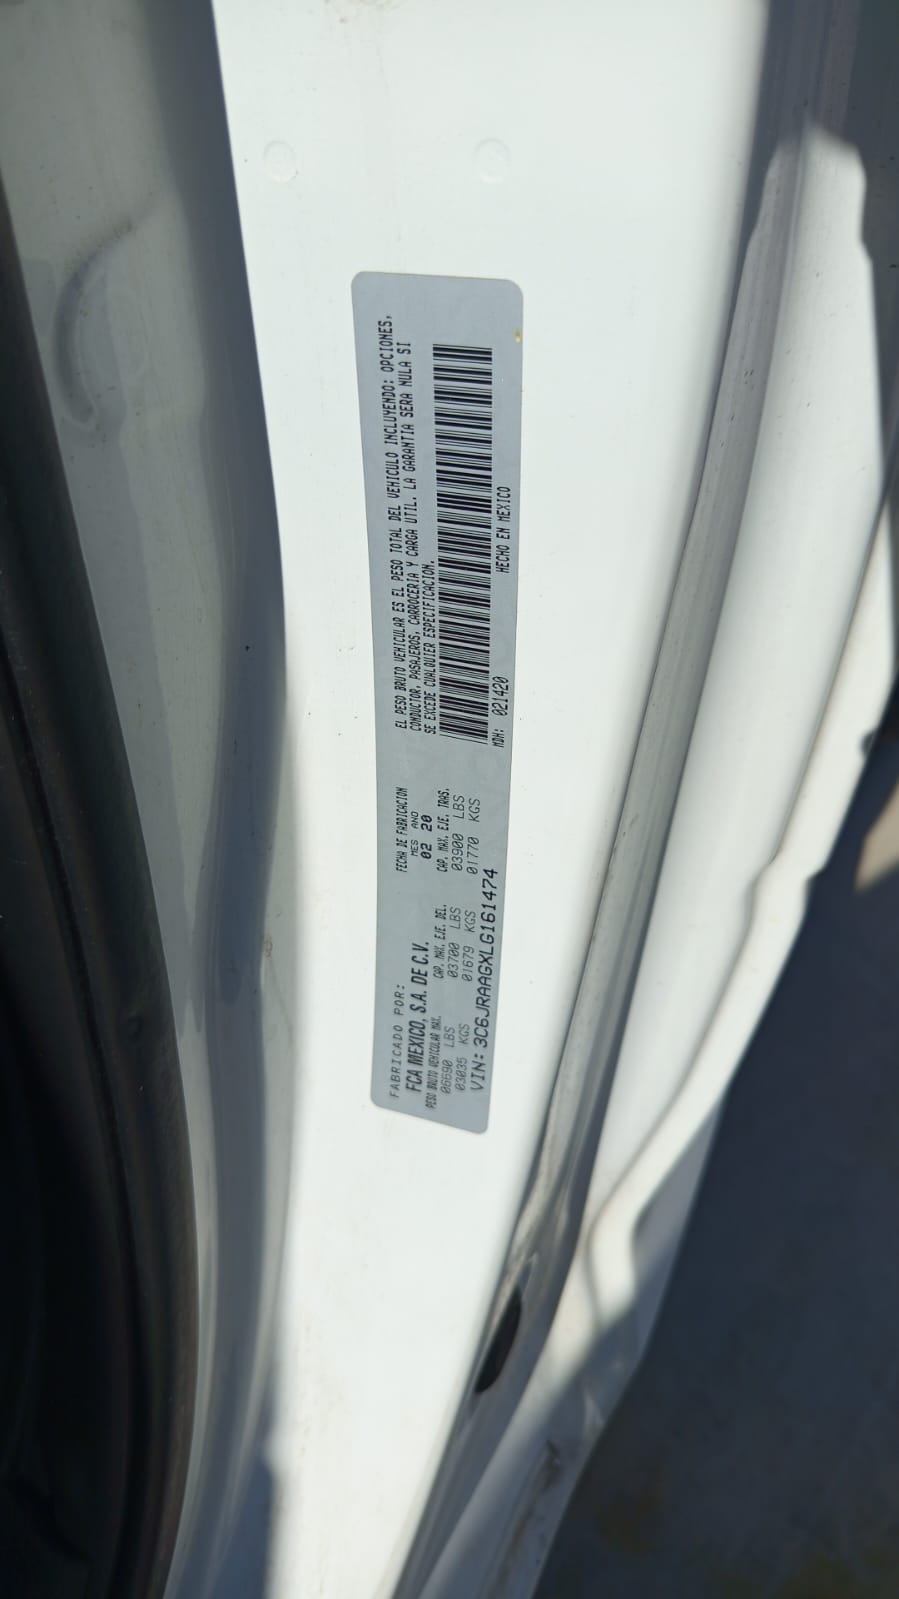 FABRICADO POR:
FCA MEXICO, S.A. DE C.V.
FECHA DE FABRICACION
MES ANO
02 20
PESO BRUTO VEHICULAR MAX.
06690 LBS
03035 KGS
CAP. MAX. EJE. DEL.
03700 LBS
01679 KGS
CAP. MAX. EJE. TRAS.
03900 LBS
01770 KGS
VIN: 3C6JRAAGXLG161474
EL PESO BRUTO VEHICULAR ES EL PESO TOTAL DEL VEHICULO INCLUYENDO: OPCIONES,
CONDUCTOR, PASAJEROS, CARROCERIA Y CARGA UTIL. LA GARANTIA SERA NULA SI
SE EXCEDE CUALQUIER ESPECIFICACION.
MDH: 021420
HECHO EN MEXICO